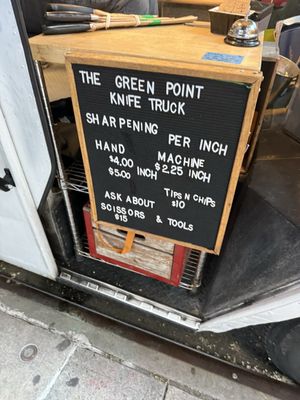 THE GREEN POINT
KNIFE TRUCK
SHARPENING PER INCH
HAND MACHINE
$4.00 $2.25 INCH
$5.00 INCH
TIPS N CHIPS
$10
ASK ABOUT
SCISSORS & TOOLS
$15